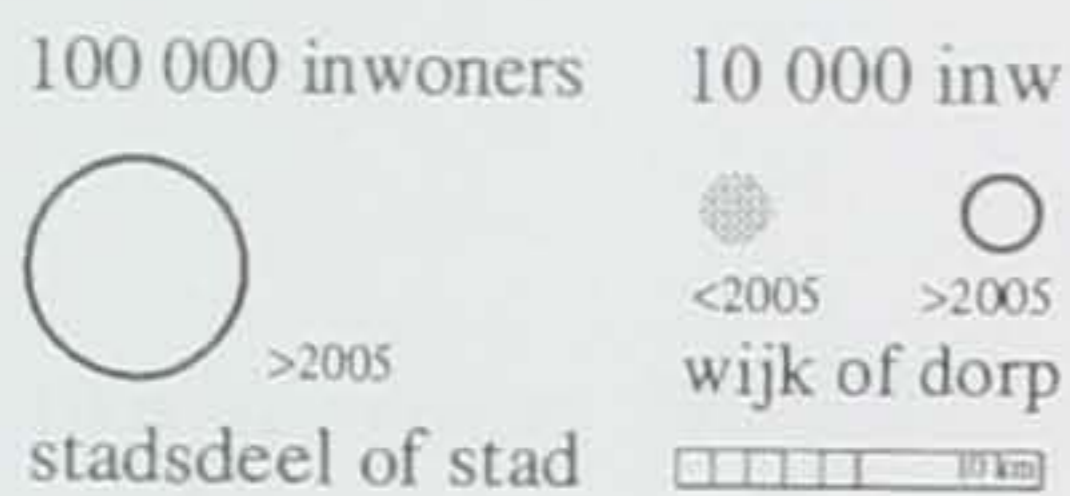 100 000 inwoners
>2005
stadsdeel of stad
10 000 inw
<2005 >2005
wijk of dorp
10 km